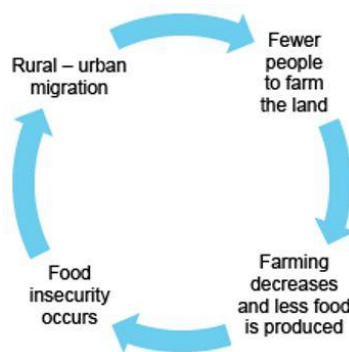 Rural – urban
migration
Fewer
people
to farm
the land
Farming
decreases
and less food
is produced
Food
insecurity
occurs